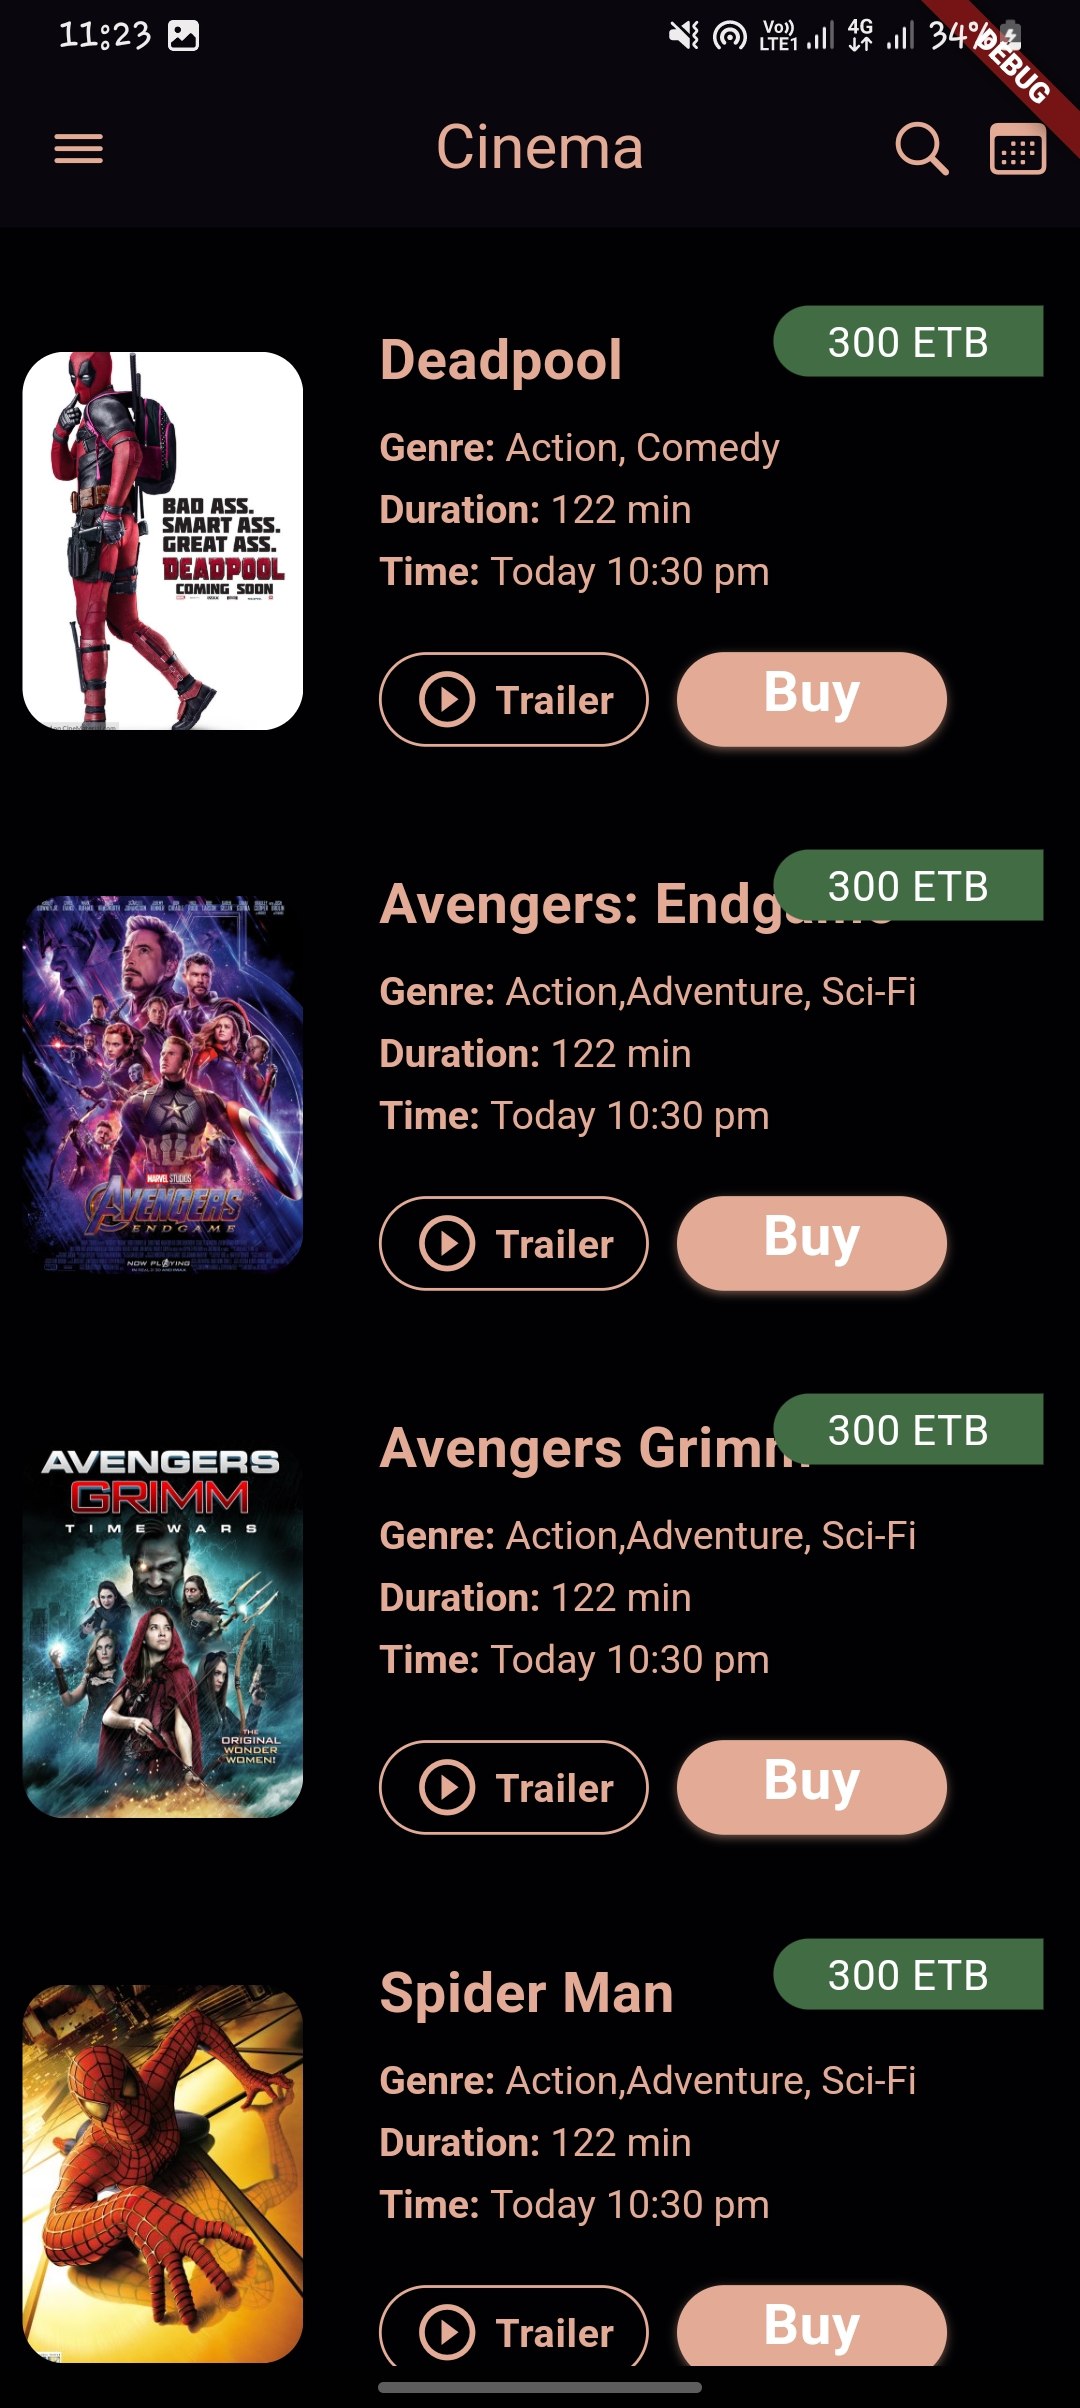 11:23
Vo)) LTE1 4G 34%
DEBUG
Cinema
300 ETB
Deadpool
Genre: Action, Comedy
Duration: 122 min
Time: Today 10:30 pm
Trailer
Buy
BAD ASS.
SMART ASS.
GREAT ASS.
DEADPOOL
COMING SOON
300 ETB
Avengers: Endgame
Genre: Action,Adventure, Sci-Fi
Duration: 122 min
Time: Today 10:30 pm
Trailer
Buy
MARVEL STUDIOS
AVENGERS
ENDGAME
NOW PLAYING
300 ETB
Avengers Grimm
Genre: Action,Adventure, Sci-Fi
Duration: 122 min
Time: Today 10:30 pm
Trailer
Buy
AVENGERS
GRIMM
TIME WARS
THE
ORIGINAL
WONDER
WOMEN!
300 ETB
Spider Man
Genre: Action,Adventure, Sci-Fi
Duration: 122 min
Time: Today 10:30 pm
Trailer
Buy